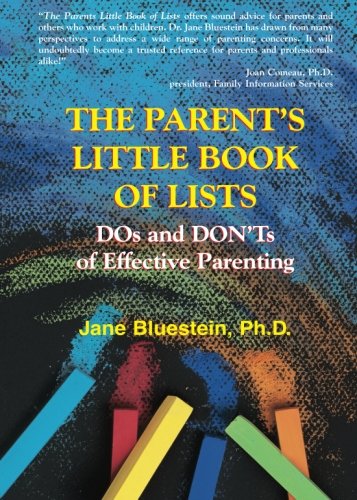 “The Parents Little Book of Lists offers sound advice for parents and
others who work with children. Dr. Jane Bluestein has drawn from many
perspectives to address a wide range of parenting concerns. It will
undoubtedly become a trusted reference for parents and professionals
alike!”
Joan Comeau, Ph.D.
president, Family Information Services
THE PARENT’S
LITTLE BOOK
OF LISTS
DOs and DON’Ts
of Effective Parenting
Jane Bluestein, Ph.D.